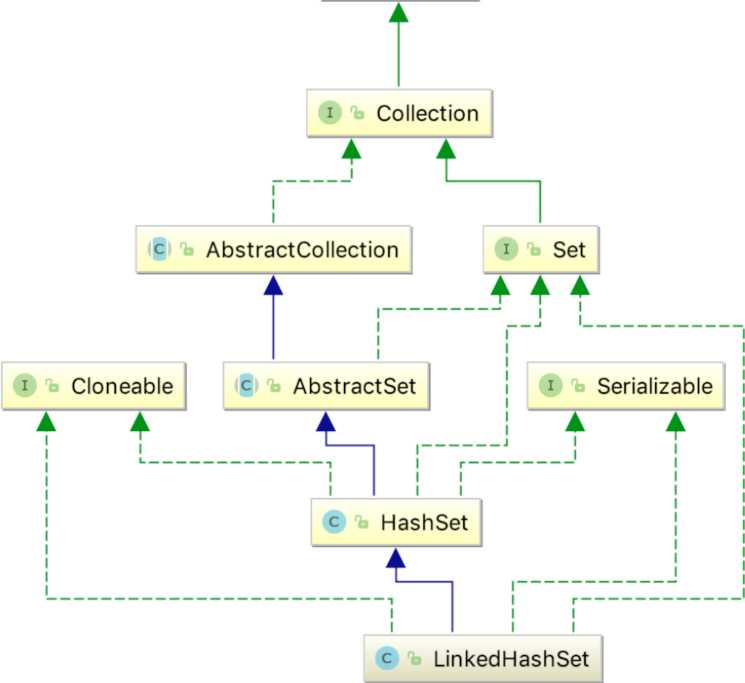 I Collection
C AbstractCollection
I Set
I Cloneable
C AbstractSet
I Serializable
C HashSet
C LinkedHashSet